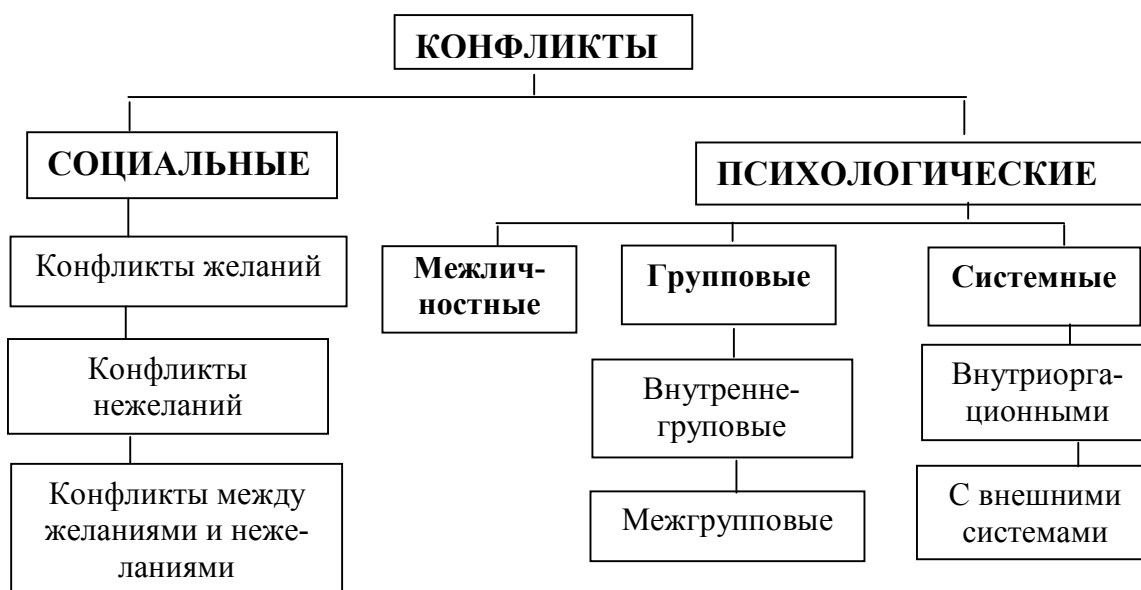 КОНФЛИКТЫ
СОЦИАЛЬНЫЕ
ПСИХОЛОГИЧЕСКИЕ
Конфликты желаний
Конфликты
нежеланий
Конфликты между
желаниями и неже-
ланиями
Межлич-
ностные
Групповые
Внутренне-
груповые
Межгрупповые
Системные
Внутриорга-
ционными
С внешними
системами